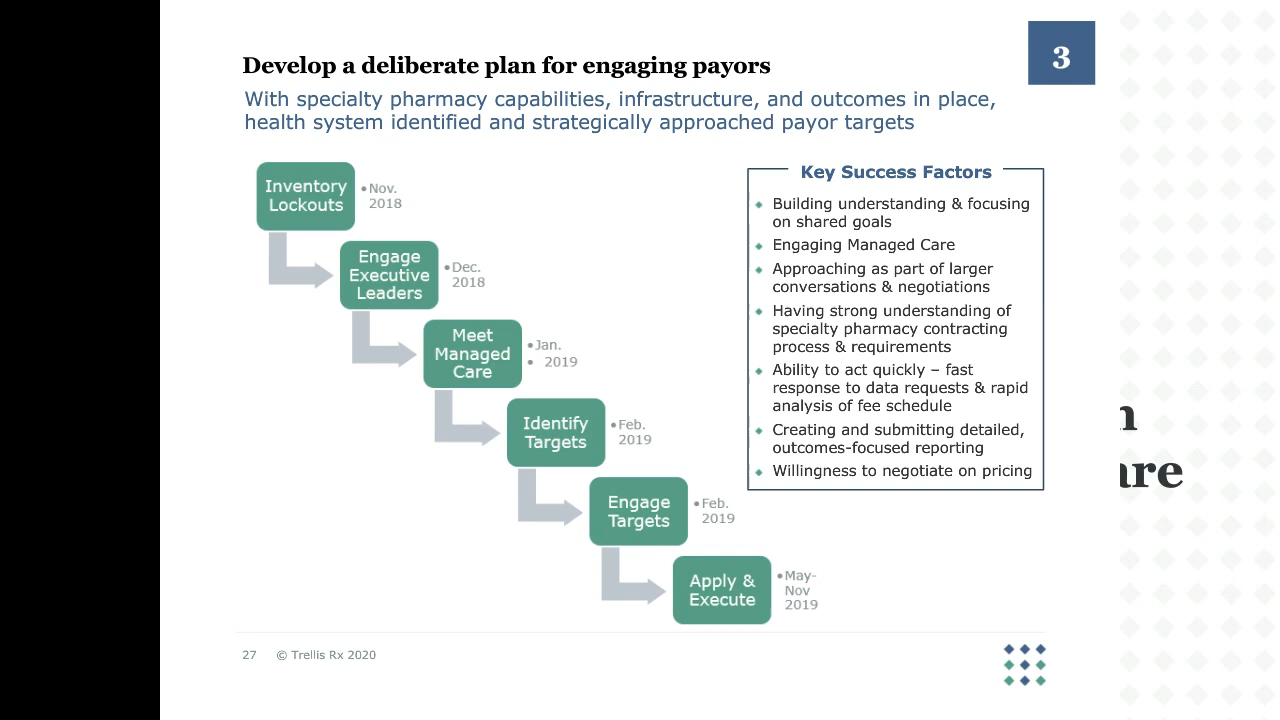 3
Develop a deliberate plan for engaging payors
With specialty pharmacy capabilities, infrastructure, and outcomes in place,
health system identified and strategically approached payor targets
Inventory
Lockouts
•Nov.
2018
Engage
Executive
Leaders
•Dec.
2018
Meet
Managed
Care
•Jan.
• 2019
Identify
Targets
•Feb.
2019
Engage
Targets
•Feb.
2019
Apply &
Execute
•May-
Nov
2019
Key Success Factors
Building understanding & focusing
on shared goals
Engaging Managed Care
Approaching as part of larger
conversations & negotiations
Having strong understanding of
specialty pharmacy contracting
process & requirements
Ability to act quickly – fast
response to data requests & rapid
analysis of fee schedule
Creating and submitting detailed,
outcomes-focused reporting
Willingness to negotiate on pricing
27 © Trellis Rx 2020